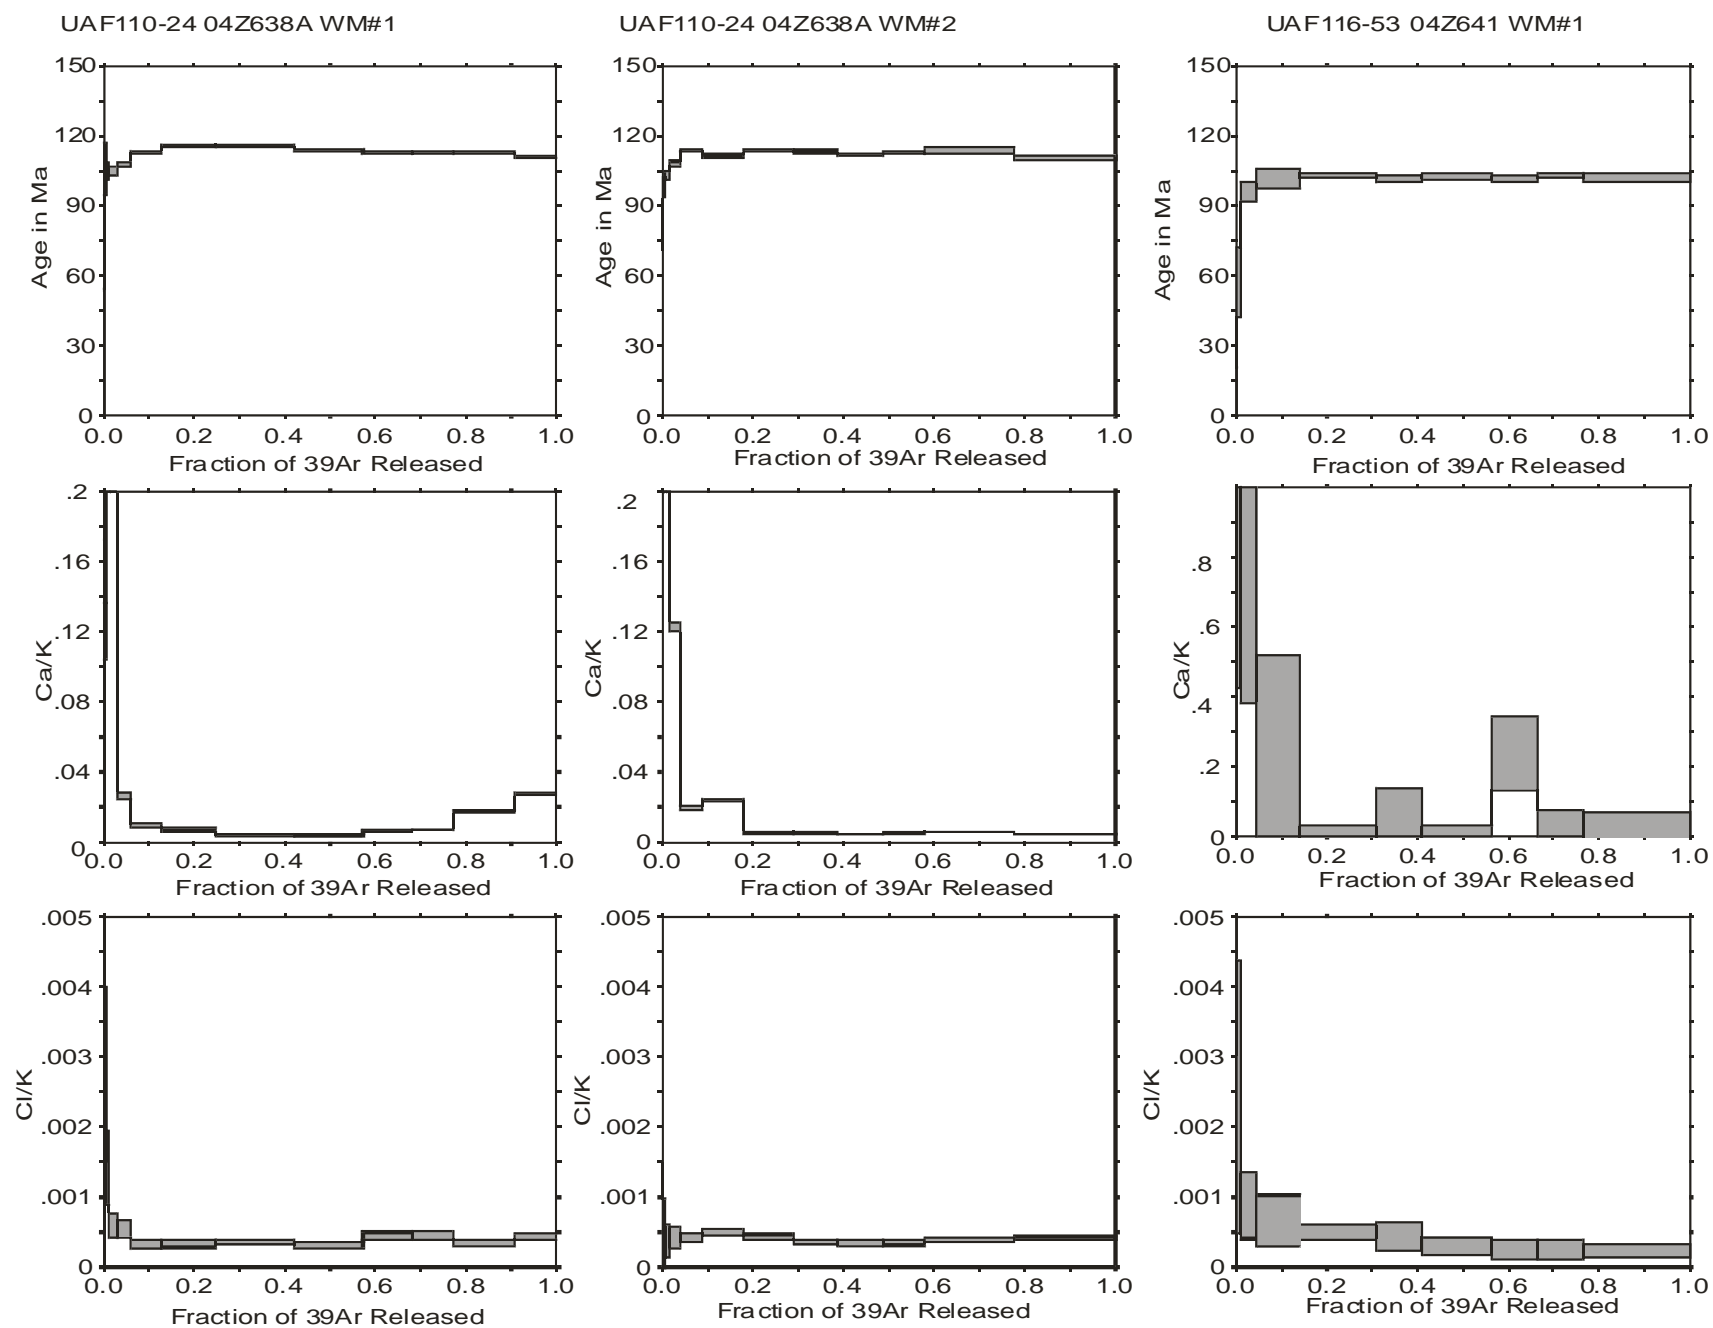 UAF110-24 04Z638A WM#1
UAF110-24 04Z638A WM#2
UAF116-53 04Z641 WM#1
150
120
90
60
30
0
Age in Ma
0.0 0.2 0.4 0.6 0.8 1.0
Fraction of 39Ar Released
150
120
90
60
30
0
Age in Ma
0.0 0.2 0.4 0.6 0.8 1.0
Fraction of 39Ar Released
150
120
90
60
30
0
Age in Ma
0.0 0.2 0.4 0.6 0.8 1.0
Fraction of 39Ar Released
.2
.16
.12
.08
.04
0
Ca/K
0.0 0.2 0.4 0.6 0.8 1.0
Fraction of 39Ar Released
.2
.16
.12
.08
.04
0
Ca/K
0.0 0.2 0.4 0.6 0.8 1.0
Fraction of 39Ar Released
.8
.6
.4
.2
0
Ca/K
0.0 0.2 0.4 0.6 0.8 1.0
Fraction of 39Ar Released
.005
.004
.003
.002
.001
0
Cl/K
0.0 0.2 0.4 0.6 0.8 1.0
Fraction of 39Ar Released
.005
.004
.003
.002
.001
0
Cl/K
0.0 0.2 0.4 0.6 0.8 1.0
Fraction of 39Ar Released
.005
.004
.003
.002
.001
0
Cl/K
0.0 0.2 0.4 0.6 0.8 1.0
Fraction of 39Ar Released